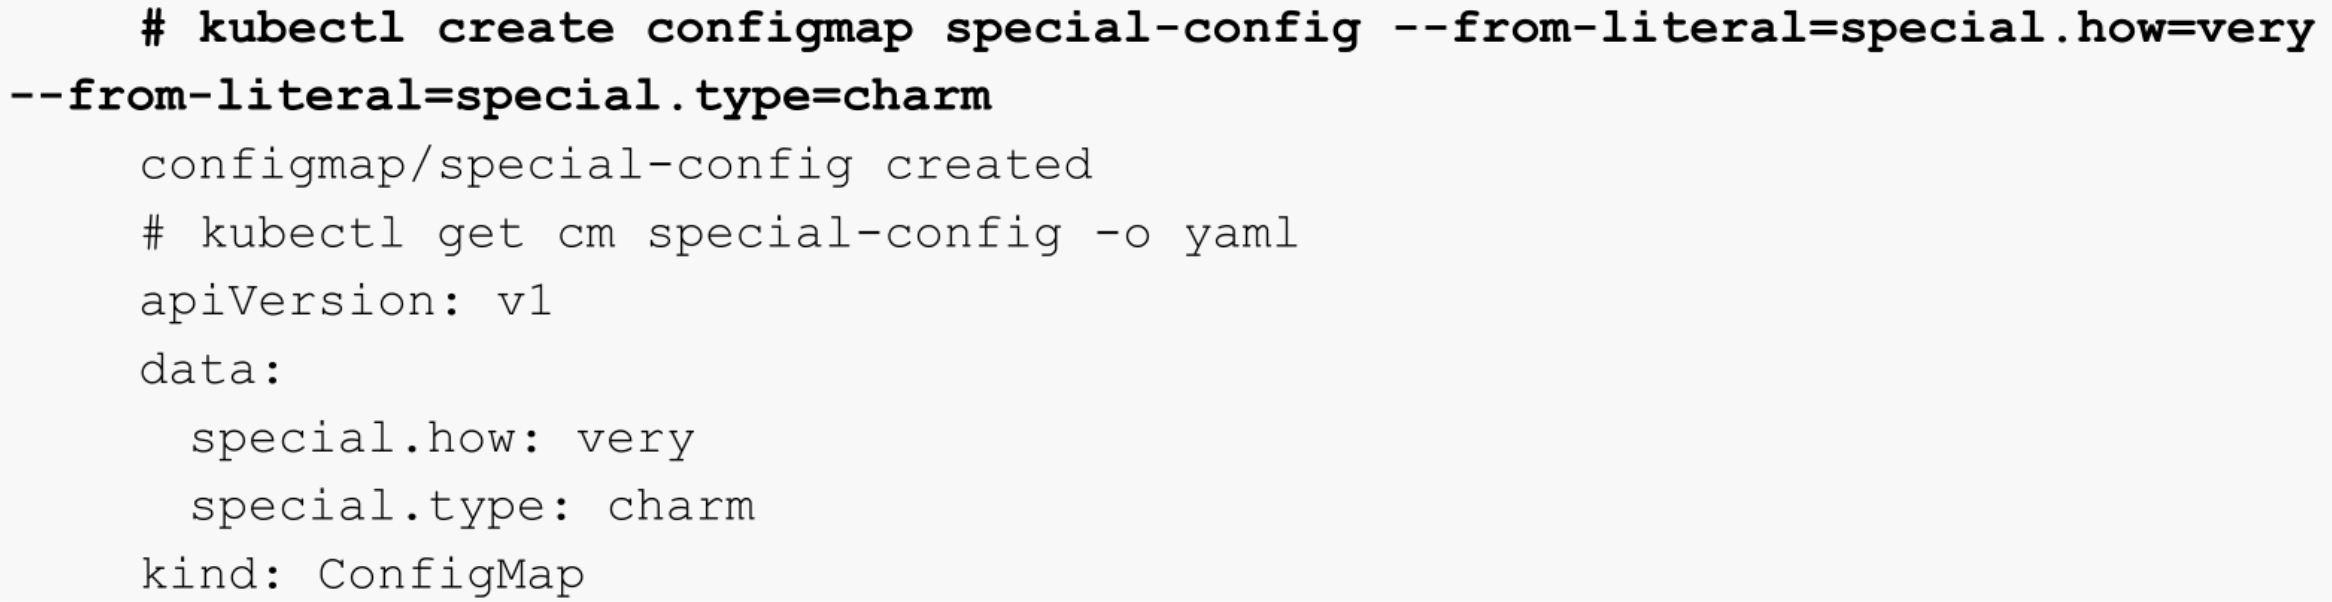 # kubectl create configmap special-config --from-literal=special.how=very
--from-literal=special.type=charm
configmap/special-config created
# kubectl get cm special-config -o yaml
apiVersion: v1
data:
  special.how: very
  special.type: charm
kind: ConfigMap